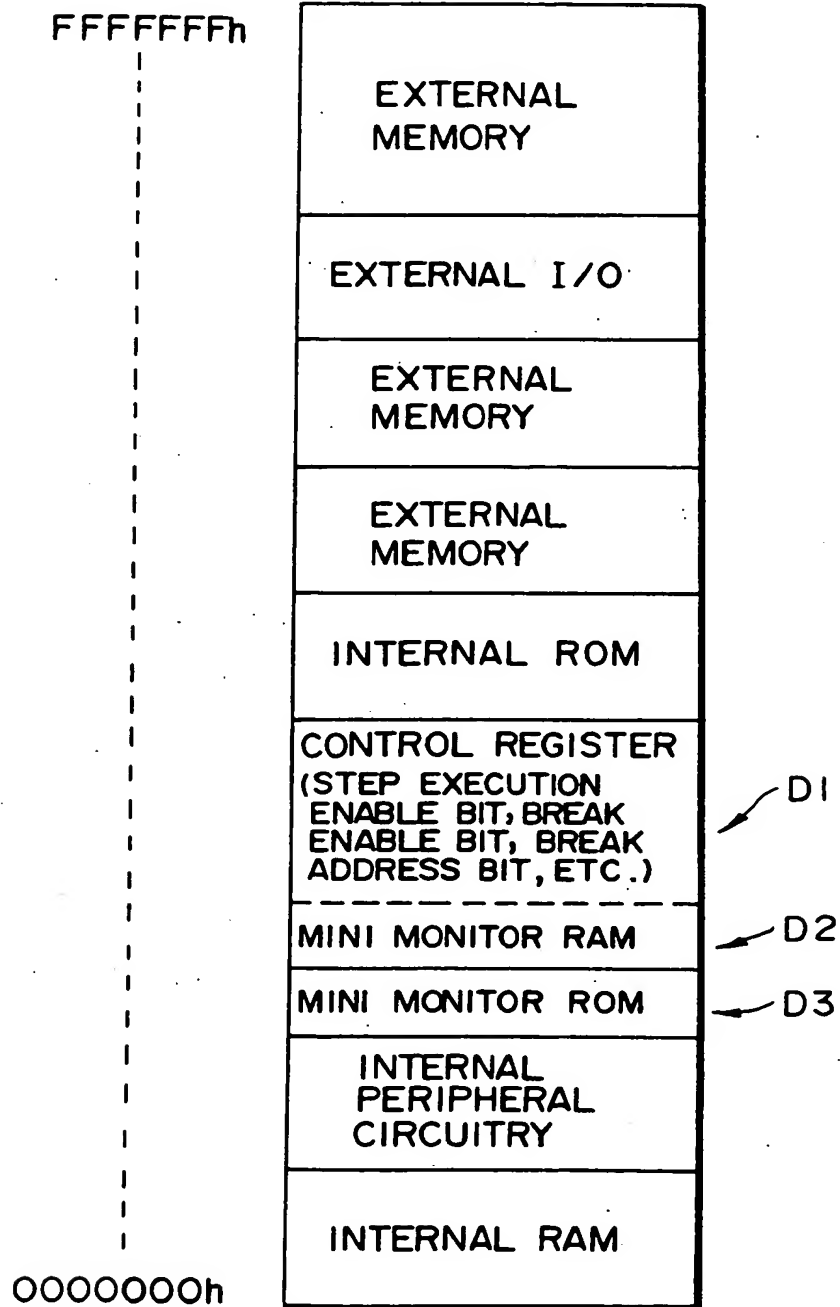 FFFFFFFh
EXTERNAL
MEMORY
EXTERNAL I/O
EXTERNAL
MEMORY
EXTERNAL
MEMORY
INTERNAL ROM
CONTROL REGISTER
(STEP EXECUTION
ENABLE BIT, BREAK
ENABLE BIT, BREAK
ADDRESS BIT, ETC.)
D1
MINI MONITOR RAM
D2
MINI MONITOR ROM
D3
INTERNAL
PERIPHERAL
CIRCUITRY
INTERNAL RAM
0000000h